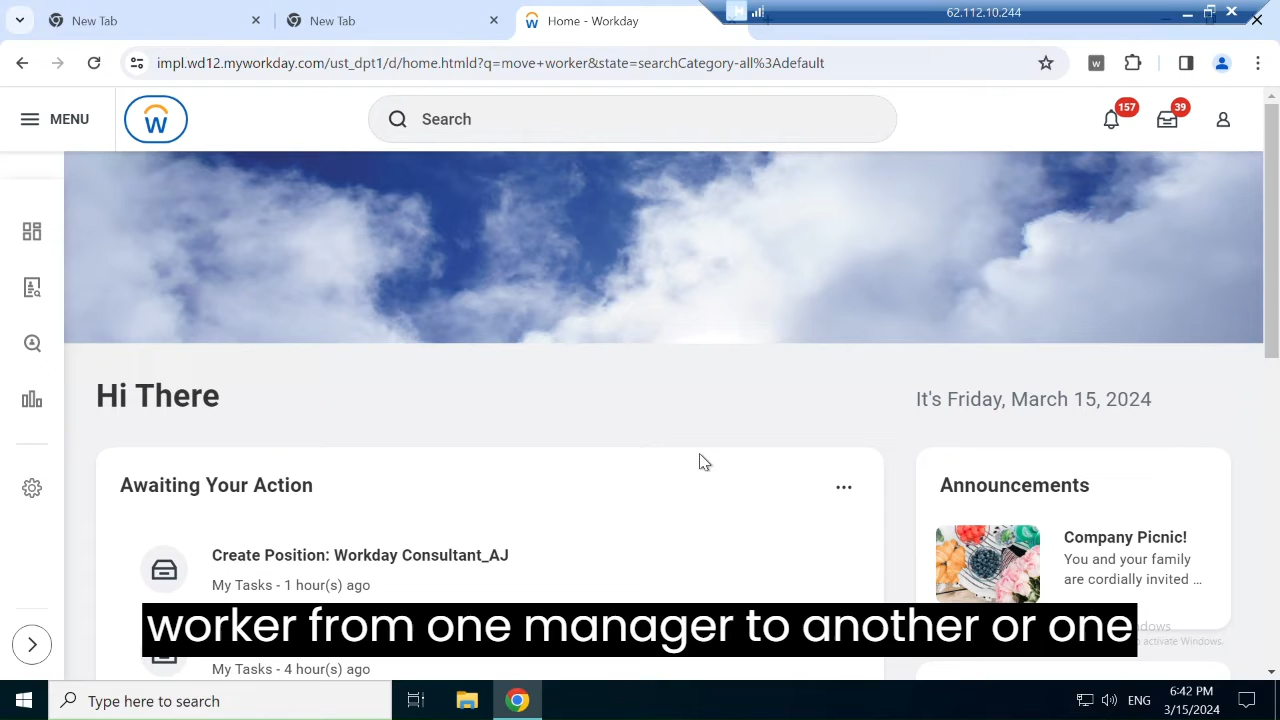 New Tab
New Tab
Home - Workday
62.112.10.244
impl.wd12.myworkday.com/ust_dpt1/d/home.htmld?q=move+worker&state=searchCategory-all%3Adefault
MENU
Search
157
39
Hi There
It's Friday, March 15, 2024
Awaiting Your Action
Create Position: Workday Consultant_AJ
My Tasks - 1 hour(s) ago
My Tasks - 4 hour(s) ago
Announcements
Company Picnic!
You and your family
are cordially invited ...
worker from one manager to another or one
activate Windows.
Type here to search
ENG
6:42 PM
3/15/2024